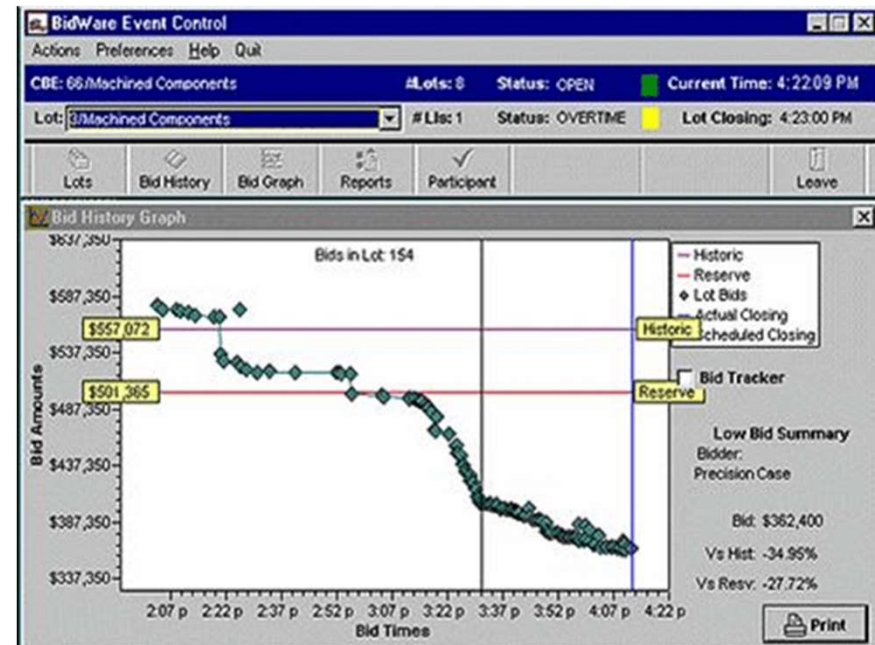 BidWare Event Control
Actions Preferences Help Quit
CBE: 66/Machined Components #Lots: 8 Status: OPEN Current Time: 4:22:09 PM
Lot: 3/Machined Components # LIs: 1 Status: OVERTIME Lot Closing: 4:23:00 PM
Lots Bid History Bid Graph Reports Participant Leave
Bid History Graph
$637,350
Bids in Lot: 154
Historic
Reserve
Lot Bids
Actual Closing
Scheduled Closing
$587,350
$557,072
Historic
$537,350
$501,365
Reserve
Bid Tracker
$487,350
$437,350
$387,350
$337,350
Bid Amounts
Low Bid Summary
Bidder:
Precision Case
Bid: $362,400
Vs Hist: -34.95%
Vs Resv: -27.72%
2:07 p 2:22 p 2:37 p 2:52 p 3:07 p 3:22 p 3:37 p 3:52 p 4:07 p 4:22 p
Bid Times
Print